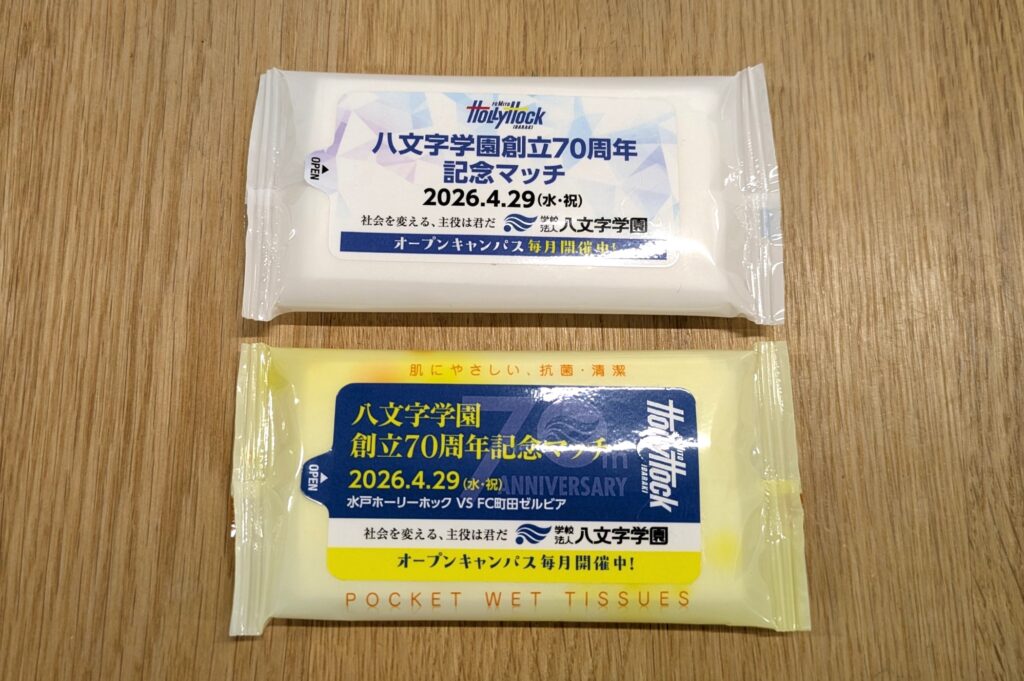 FC MITO
HOLLYHOCK
IBARAKI
八文字学園創立70周年
記念マッチ
2026.4.29(水・祝)
社会を変える、主役は君だ 学校法人 八文字学園
オープンキャンパス毎月開催中!
OPEN
肌にやさしい、抗菌・清潔
八文字学園
創立70周年記念マッチ
2026.4.29(水・祝)
水戸ホーリーホック VS FC町田ゼルビア
70th
ANNIVERSARY
FC MITO
HOLLYHOCK
IBARAKI
OPEN
社会を変える、主役は君だ 学校法人 八文字学園
オープンキャンパス毎月開催中!
POCKET WET TISSUES